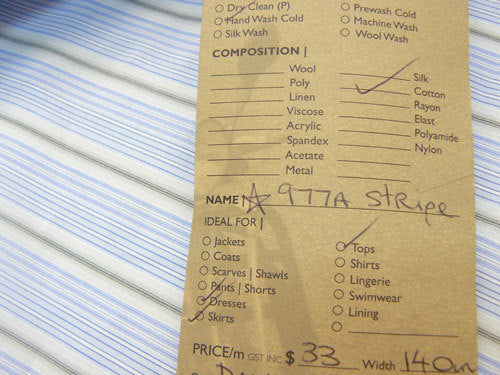 Dry Clean (P)
Prewash Cold
Hand Wash Cold
Machine Wash
Silk Wash
Wool Wash
COMPOSITION |
Wool
Silk
Poly
Cotton
Linen
Rayon
Viscose
Elast
Acrylic
Polyamide
Spandex
Nylon
Acetate
Metal
NAME | ☆ 977A StRipe
IDEAL FOR |
Jackets
Tops
Coats
Shirts
Scarves | Shawls
Lingerie
Pants | Shorts
Swimwear
Dresses
Lining
Skirts
PRICE/m GST INC $ 33 Width 140cm